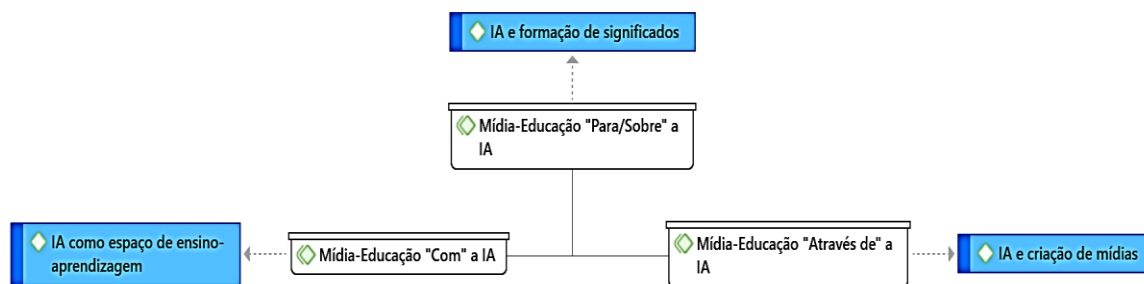 IA e formação de significados
Mídia-Educação "Para/Sobre" a
IA
IA como espaço de ensino-
aprendizagem
Mídia-Educação "Com" a IA
Mídia-Educação "Através de" a
IA
IA e criação de mídias